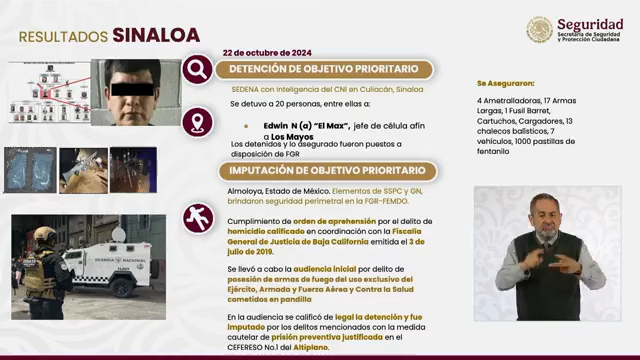 RESULTADOS SINALOA
Seguridad
Secretaría de Seguridad
y Protección Ciudadana
22 de octubre de 2024
DETENCIÓN DE OBJETIVO PRIORITARIO
SEDENA con inteligencia del CNI en Culiacán, Sinaloa
Se detuvo a 20 personas, entre ellas a:
Edwin N (a) “El Max”, jefe de célula afín
a Los Mayos
Los detenidos y lo asegurado fueron puestos a
disposición de FGR
IMPUTACIÓN DE OBJETIVO PRIORITARIO
Almoloya, Estado de México. Elementos de SSPC y GN,
brindaron seguridad perimetral en la FGR-FEMDO.
Cumplimiento de orden de aprehensión por el delito de
homicidio calificado en coordinación con la Fiscalía
General de Justicia de Baja California emitida el 3 de
julio de 2019.
Se llevó a cabo la audiencia inicial por delito de
posesión de armas de fuego del uso exclusivo del
Ejército, Armada y Fuerza Aérea y Contra la Salud
cometidos en pandilla
En la audiencia se calificó de legal la detención y fue
imputado por los delitos mencionados con la medida
cautelar de prisión preventiva justificada en el
CEFERESO No.1 del Altiplano.
Se Aseguraron:
4 Ametralladoras, 17 Armas
Largas, 1 Fusil Barret,
Cartuchos, Cargadores, 13
chalecos balísticos, 7
vehículos, 1000 pastillas de
fentanilo
GUARDIA NACIONAL